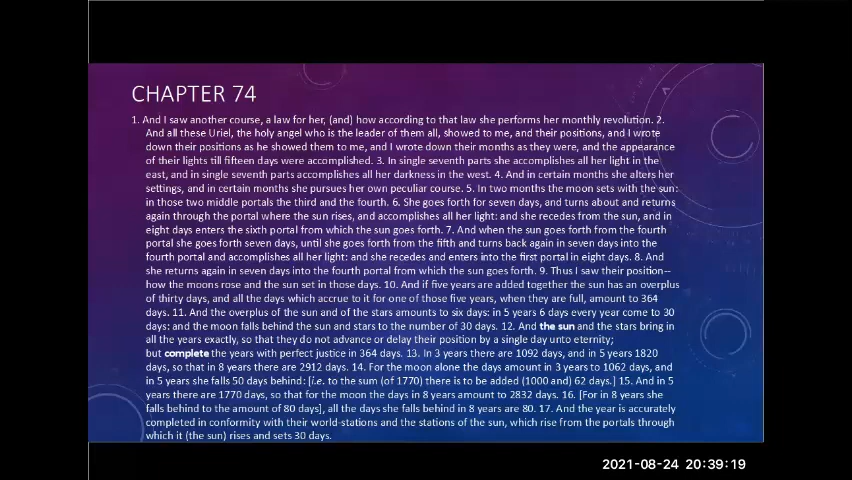 CHAPTER 74
1. And I saw another course, a law for her, (and) how according to that law she performs her monthly revolution. 2.
And all these Uriel, the holy angel who is the leader of them all, showed to me, and their positions, and I wrote
down their positions as he showed them to me, and I wrote down their months as they were, and the appearance
of their lights till fifteen days were accomplished. 3. In single seventh parts she accomplishes all her light in the
east, and in single seventh parts accomplishes all her darkness in the west. 4. And in certain months she alters her
settings, and in certain months she pursues her own peculiar course. 5. In two months the moon sets with the sun:
in those two middle portals the third and the fourth. 6. She goes forth for seven days, and turns about and returns
again through the portal where the sun rises, and accomplishes all her light: and she recedes from the sun, and in
eight days enters the sixth portal from which the sun goes forth. 7. And when the sun goes forth from the fourth
portal she goes forth seven days, until she goes forth from the fifth and turns back again in seven days into the
fourth portal and accomplishes all her light: and she recedes and enters into the first portal in eight days. 8. And
she returns again in seven days into the fourth portal from which the sun goes forth. 9. Thus I saw their position--
how the moons rose and the sun set in those days. 10. And if five years are added together the sun has an overplus
of thirty days, and all the days which accrue to it for one of those five years, when they are full, amount to 364
days. 11. And the overplus of the sun and of the stars amounts to six days: in 5 years 6 days every year come to 30
days: and the moon falls behind the sun and stars to the number of 30 days. 12. And the sun and the stars bring in
all the years exactly, so that they do not advance or delay their position by a single day unto eternity;
but complete the years with perfect justice in 364 days. 13. In 3 years there are 1092 days, and in 5 years 1820
days, so that in 8 years there are 2912 days. 14. For the moon alone the days amount in 3 years to 1062 days, and
in 5 years she falls 50 days behind: [i.e. to the sum (of 1770) there is to be added (1000 and) 62 days.] 15. And in 5
years there are 1770 days, so that for the moon the days in 8 years amount to 2832 days. 16. [For in 8 years she
falls behind to the amount of 80 days], all the days she falls behind in 8 years are 80. 17. And the year is accurately
completed in conformity with their world-stations and the stations of the sun, which rise from the portals through
which it (the sun) rises and sets 30 days.
2021-08-24 20:39:19